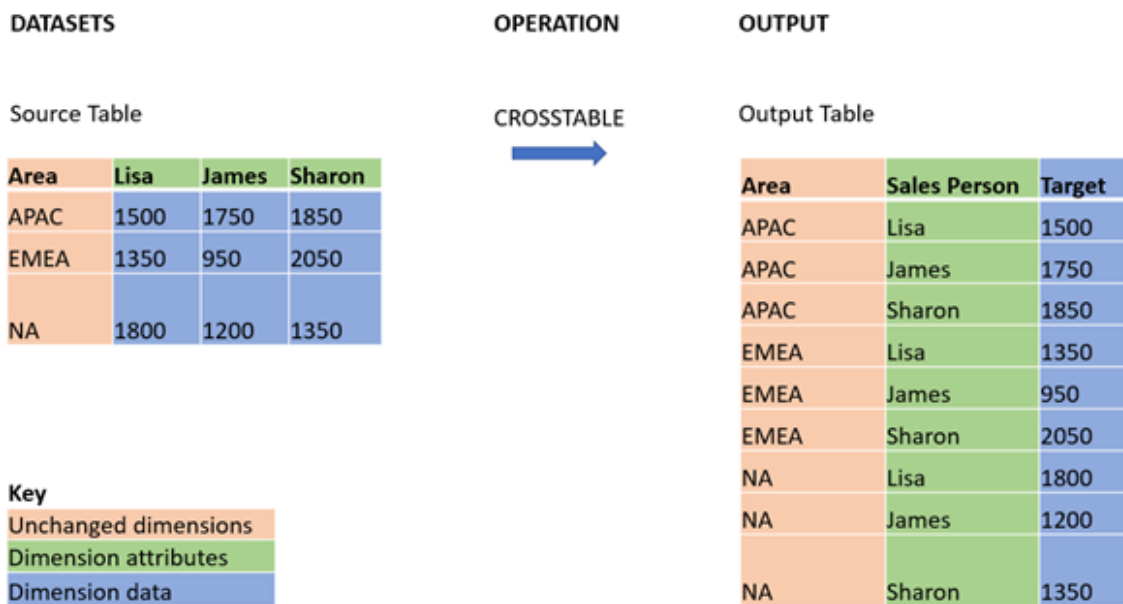 DATASETS OPERATION OUTPUT
Source Table CROSSTABLE Output Table
Area Lisa James Sharon
APAC 1500 1750 1850
EMEA 1350 950 2050
NA 1800 1200 1350
Key
Unchanged dimensions
Dimension attributes
Dimension data
Area Sales Person Target
APAC Lisa 1500
APAC James 1750
APAC Sharon 1850
EMEA Lisa 1350
EMEA James 950
EMEA Sharon 2050
NA Lisa 1800
NA James 1200
NA Sharon 1350